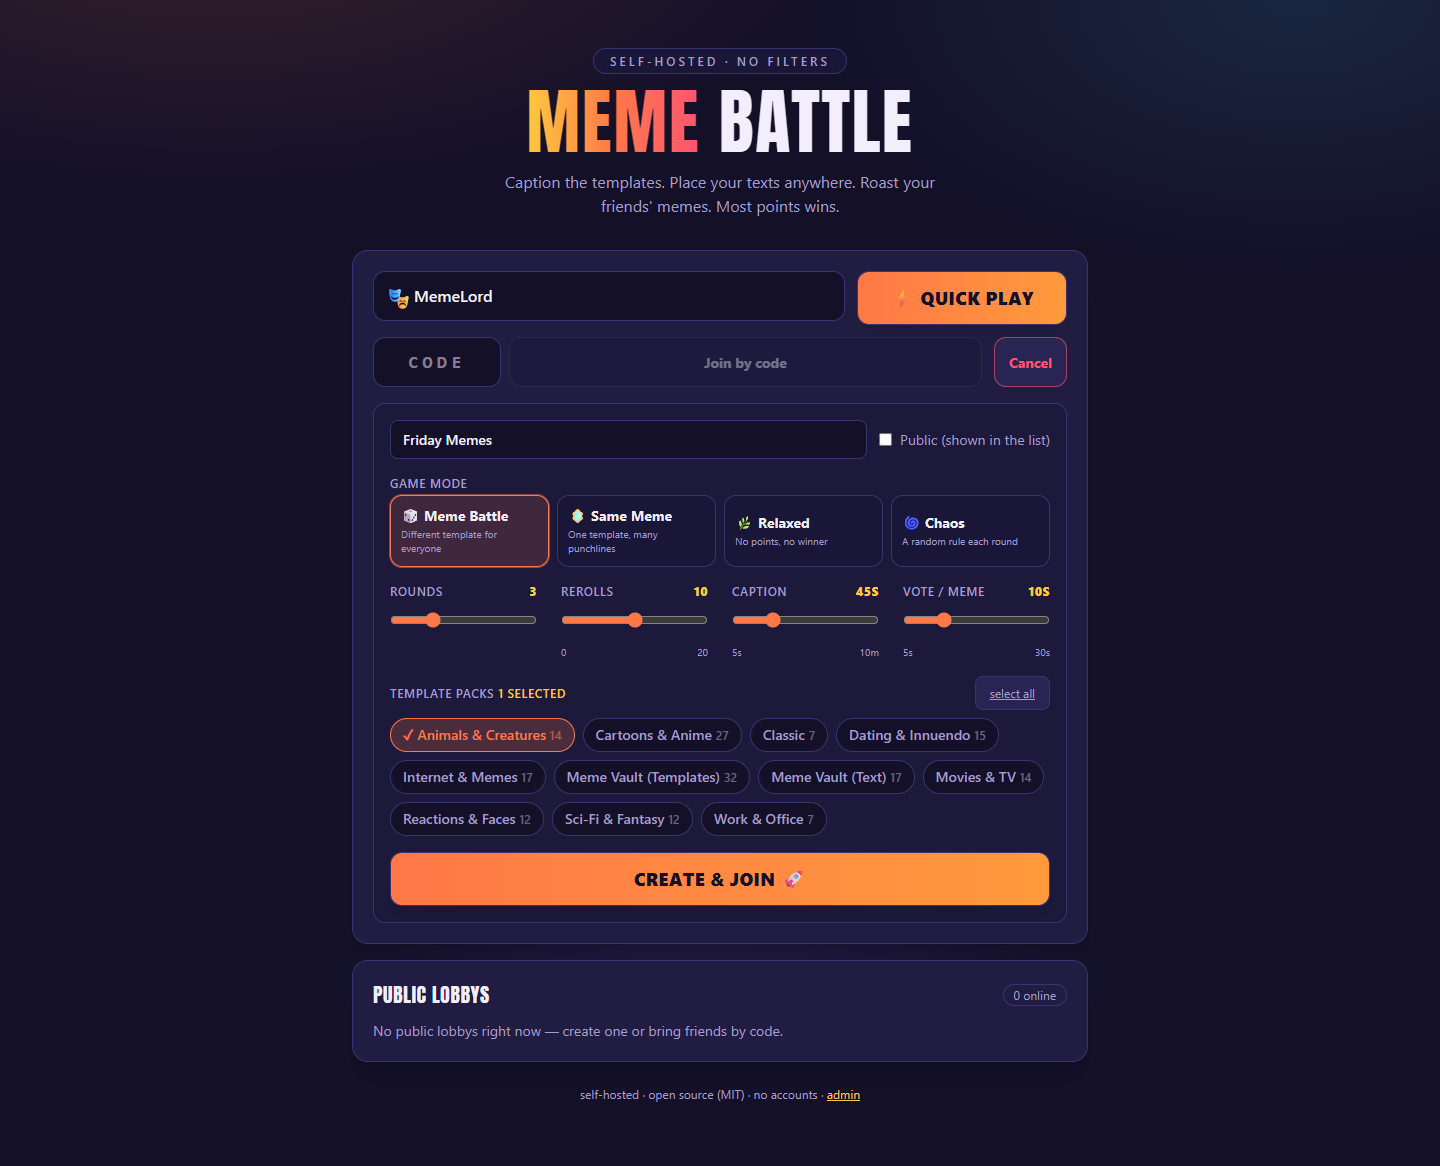 SELF-HOSTED · NO FILTERS
MEME BATTLE
Caption the templates. Place your texts anywhere. Roast your
friends' memes. Most points wins.
🎭 MemeLord
QUICK PLAY
CODE
Join by code
Cancel
Friday Memes
Public (shown in the list)
GAME MODE
🎲 Meme Battle
Different template for
everyone
Same Meme
One template, many
punchlines
🌿 Relaxed
No points, no winner
🌀 Chaos
A random rule each round
ROUNDS 3
REROLLS 10
0 20
CAPTION 45S
5s 10m
VOTE / MEME 10S
5s 30s
TEMPLATE PACKS 1 SELECTED
select all
✓ Animals & Creatures 14
Cartoons & Anime 27
Classic 7
Dating & Innuendo 15
Internet & Memes 17
Meme Vault (Templates) 32
Meme Vault (Text) 17
Movies & TV 14
Reactions & Faces 12
Sci-Fi & Fantasy 12
Work & Office 7
CREATE & JOIN 🚀
PUBLIC LOBBYS
0 online
No public lobbys right now — create one or bring friends by code.
self-hosted · open source (MIT) · no accounts · admin